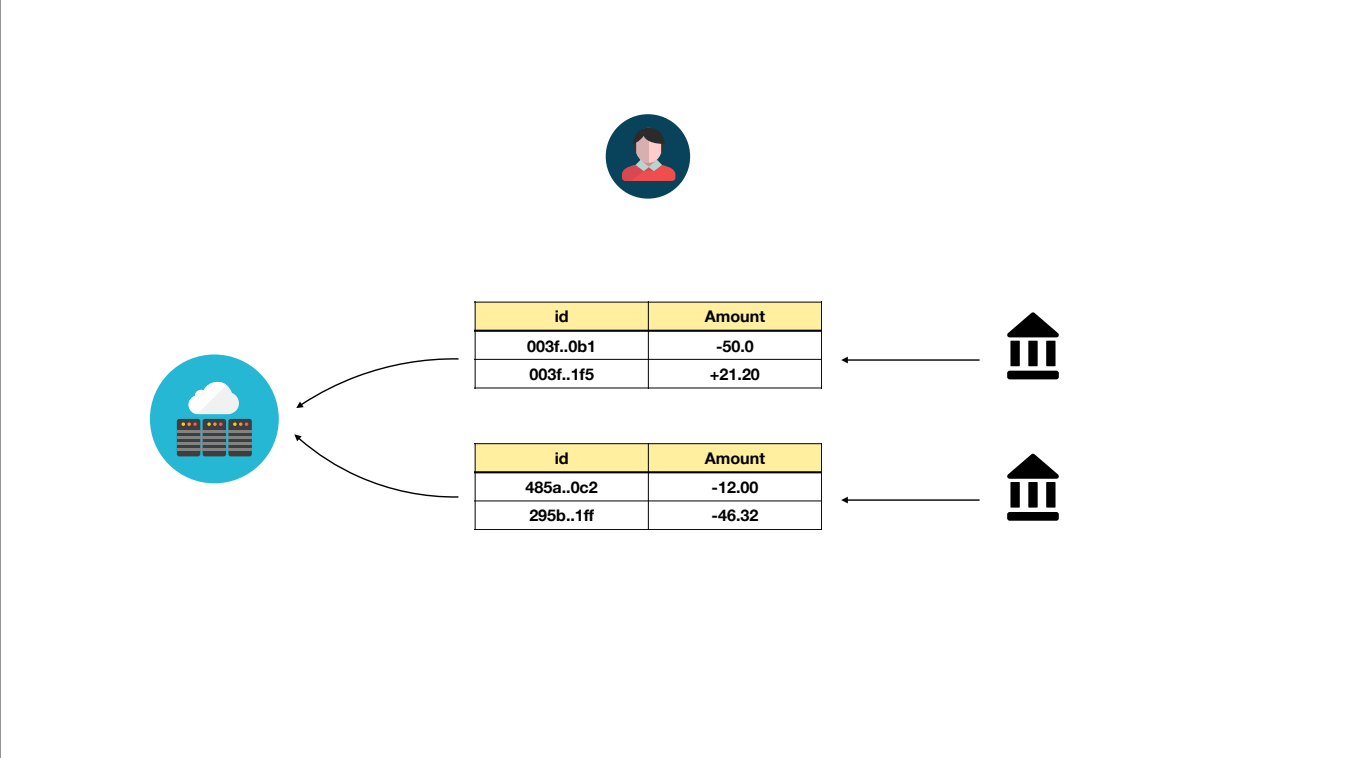 id Amount
003f..0b1 -50.0
003f..1f5 +21.20
id Amount
485a..0c2 -12.00
295b..1ff -46.32